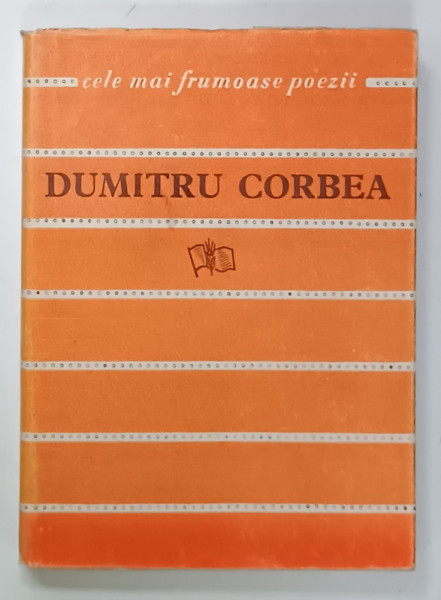 cele mai frumoase poezii
DUMITRU CORBEA